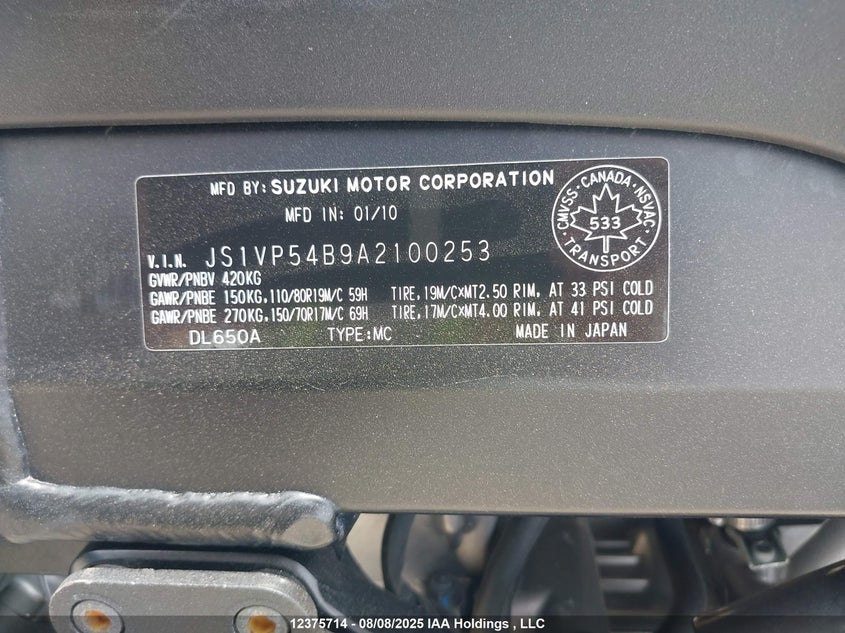 MFD BY: SUZUKI MOTOR CORPORATION
MFD IN: 01/10
CMVSS · CANADA · NSVAC
533
TRANSPORT
V.I.N. JS1VP54B9A2100253
GVWR/PNBV 420KG
GAWR/PNBE 150KG,110/80R19M/C 59H TIRE,19M/C×MT2.50 RIM, AT 33 PSI COLD
GAWR/PNBE 270KG,150/70R17M/C 69H TIRE,17M/C×MT4.00 RIM, AT 41 PSI COLD
DL650A TYPE:MC MADE IN JAPAN
12375714 - 08/08/2025 IAA Holdings , LLC